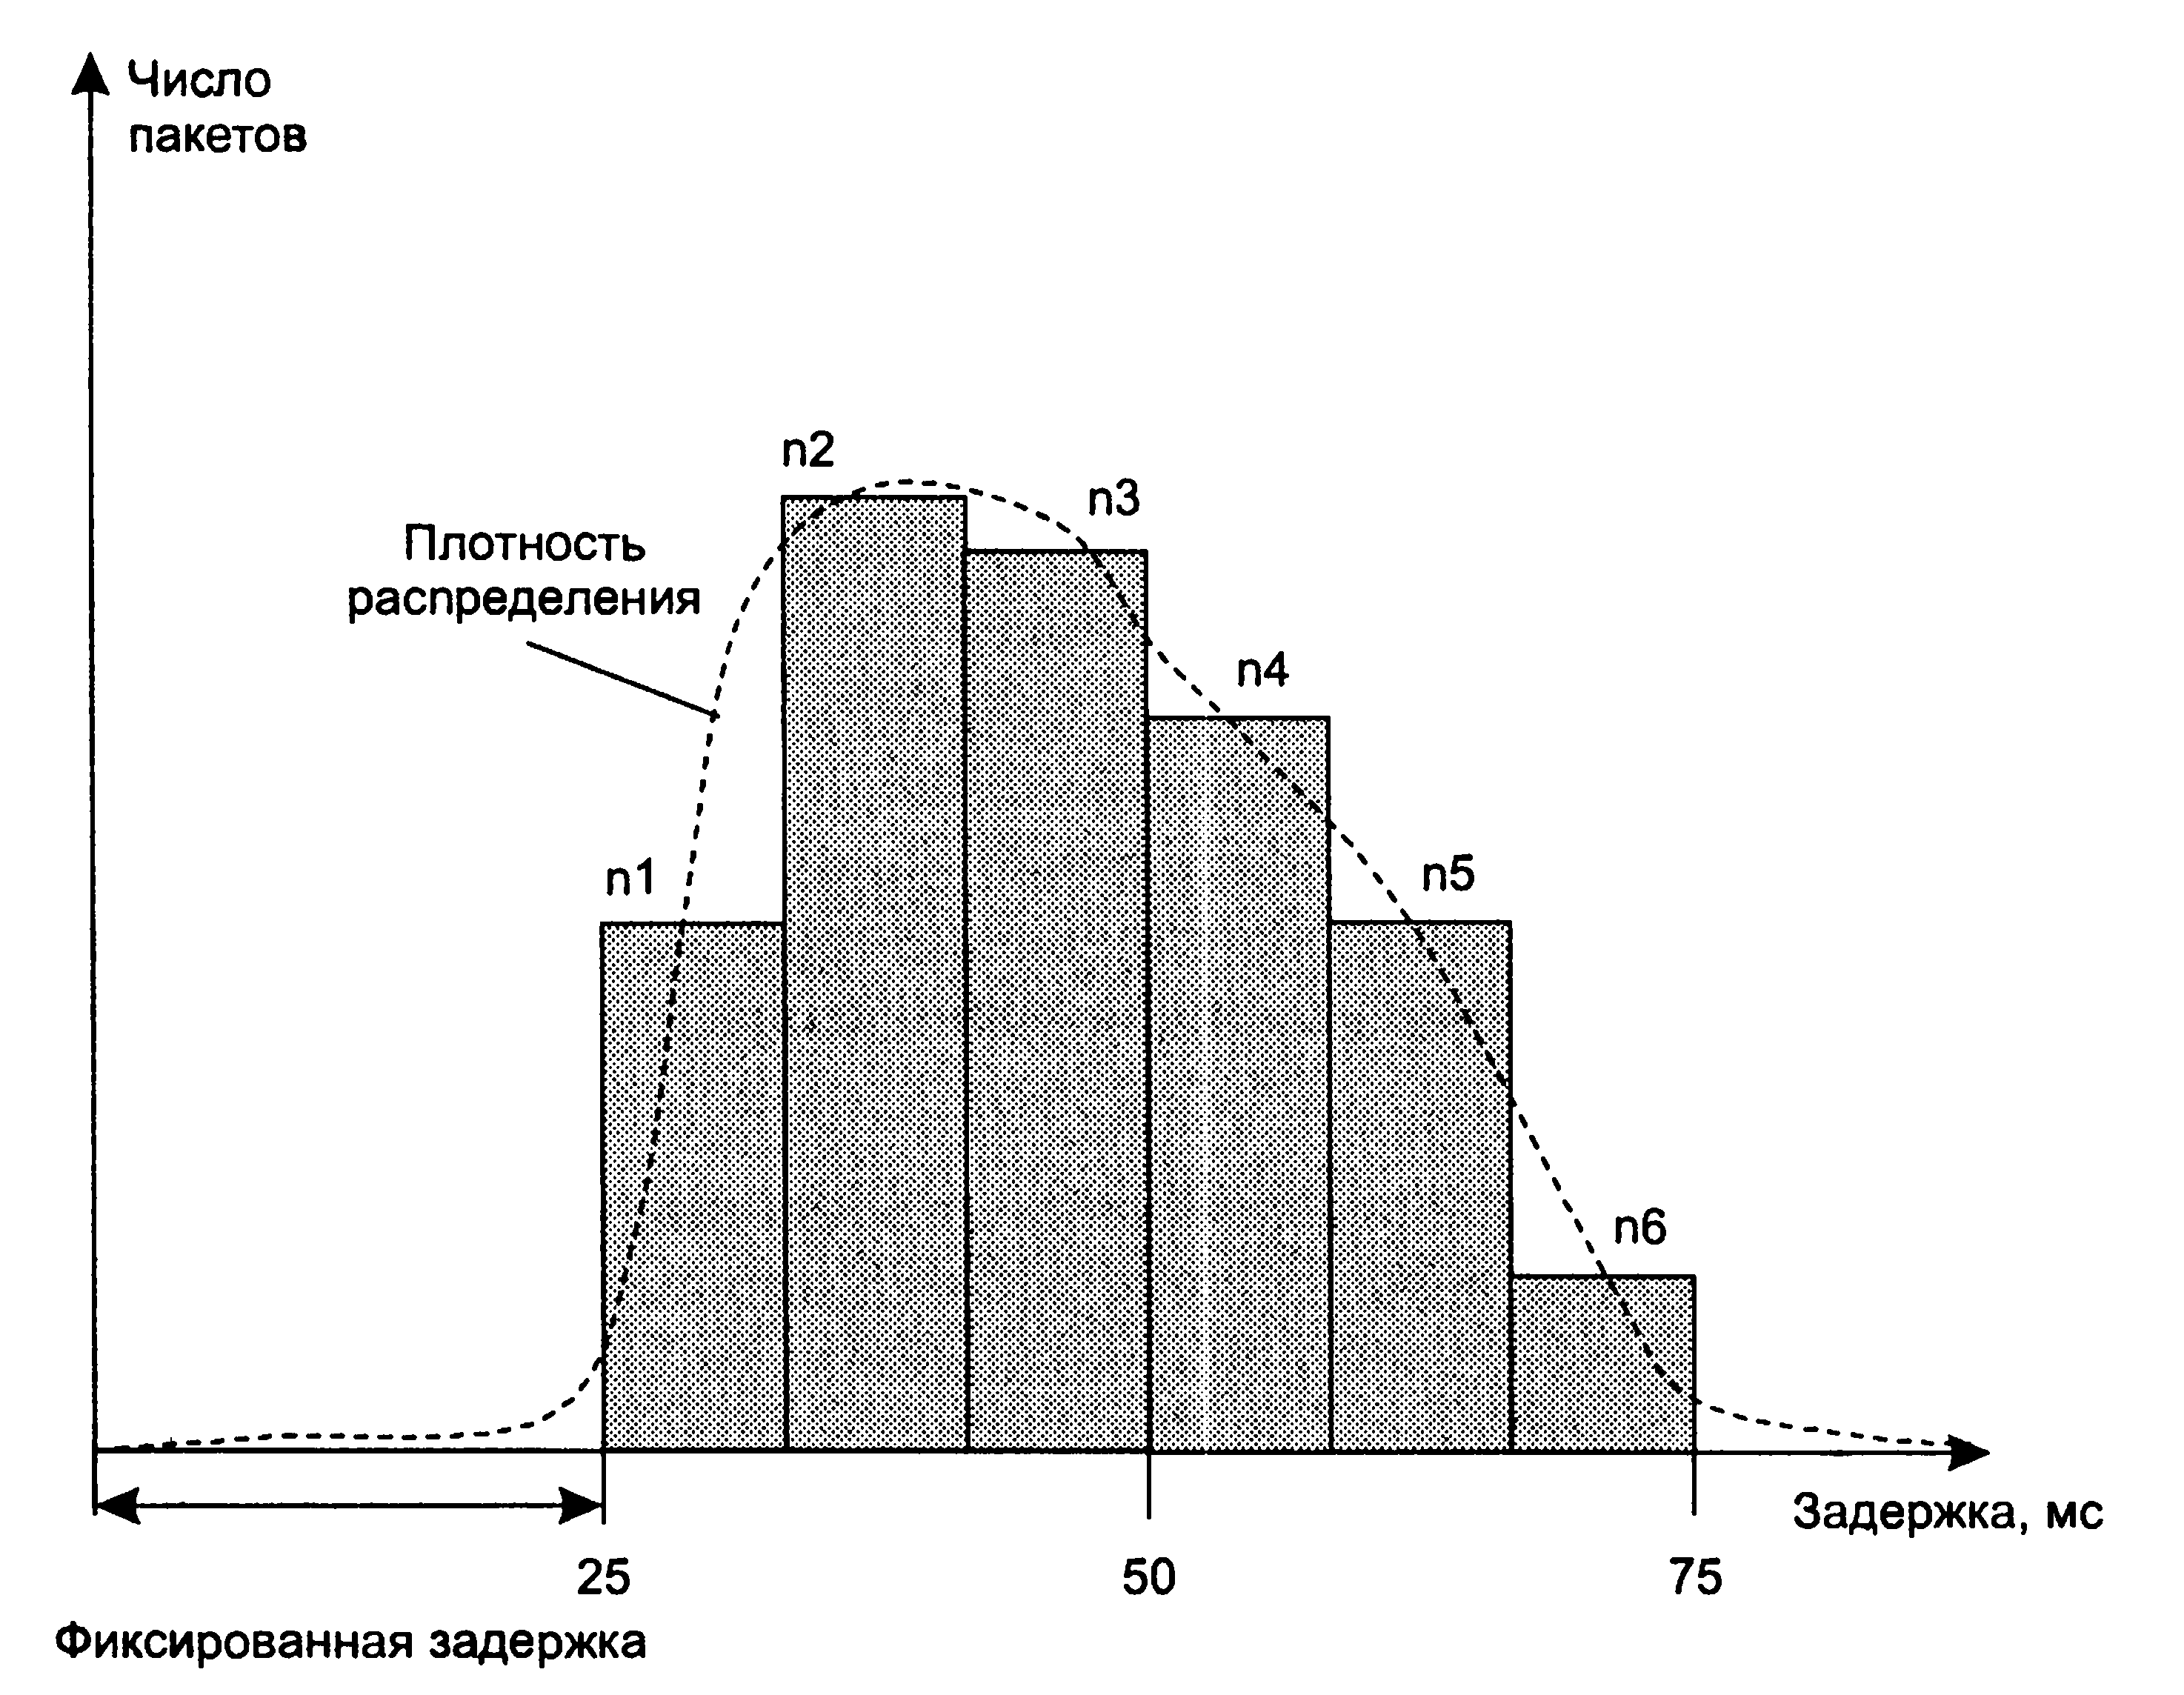 Число
пакетов
n2
n3
Плотность
распределения
n4
n1
n5
n6
Задержка, мс
25
50
75
Фиксированная задержка